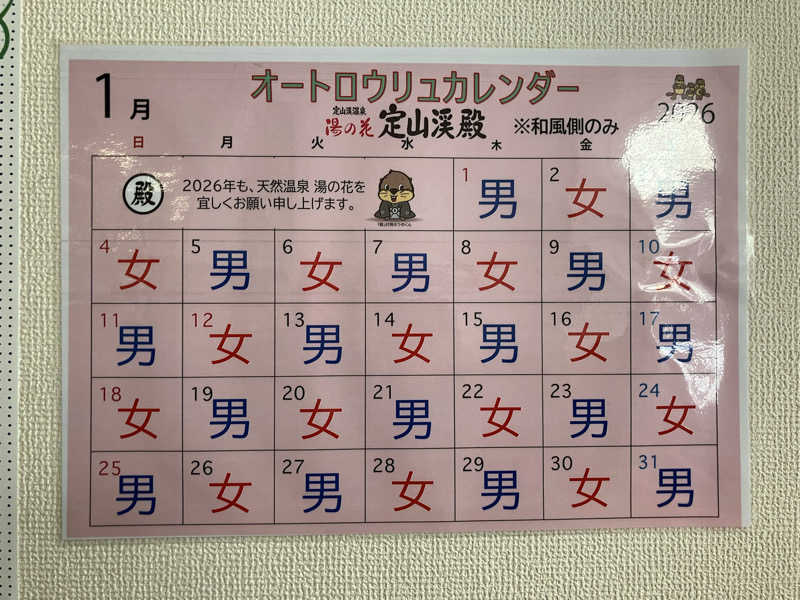 1月
オートロウリュカレンダー
2026
定山渓温泉
湯の花 定山渓殿 ※和風側のみ
日 月 火 水 木 金
殿
2026年も、天然温泉 湯の花を
宜しくお願い申し上げます。
1 男 2 女 男
4 女 5 男 6 女 7 男 8 女 9 男 10 女
11 男 12 女 13 男 14 女 15 男 16 女 17 男
18 女 19 男 20 女 21 男 22 女 23 男 24 女
25 男 26 女 27 男 28 女 29 男 30 女 31 男